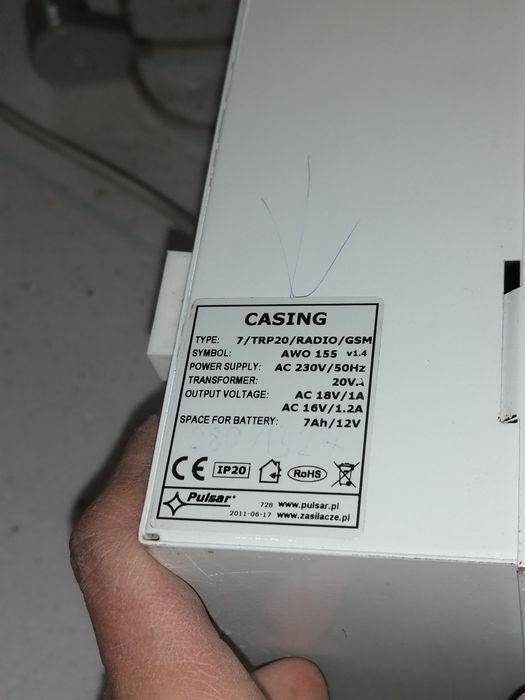 CASING
TYPE: 7/TRP20/RADIO/GSM
SYMBOL: AWO 155 v1.4
POWER SUPPLY: AC 230V/50Hz
TRANSFORMER: 20VA
OUTPUT VOLTAGE: AC 18V/1A
AC 16V/1.2A
SPACE FOR BATTERY: 7Ah/12V
CE IP20 RoHS
Pulsar®
728 www.pulsar.pl
2011-06-17 www.zasilacze.pl